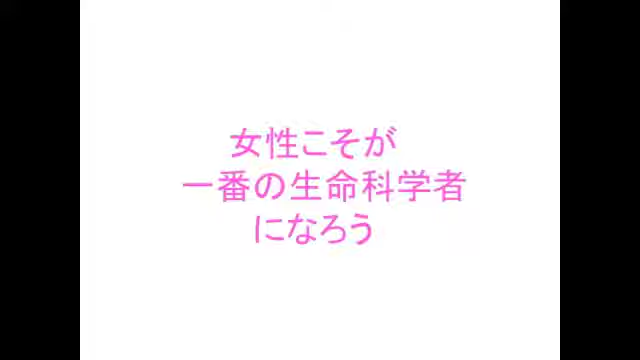 女性こそが
一番の生命科学者
になろう